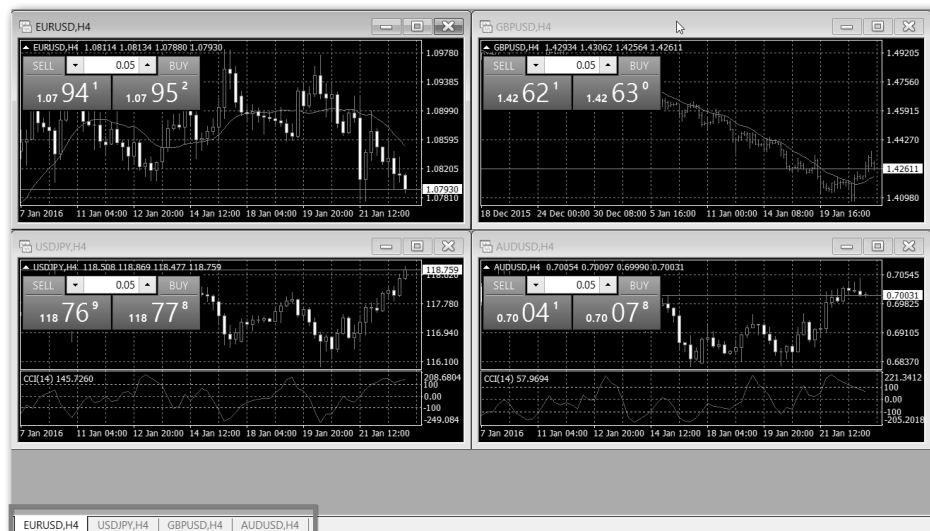 EURUSD,H4
EURUSD,H4 1.08114 1.08134 1.07880 1.07930
SELL 0.05 BUY
1.07 94 1 1.07 95 2
1.09780
1.09385
1.08990
1.08595
1.08205
1.07930
1.07810
7 Jan 2016 11 Jan 04:00 12 Jan 20:00 14 Jan 12:00 18 Jan 04:00 19 Jan 20:00 21 Jan 12:00
GBPUSD,H4
GBPUSD,H4 1.42934 1.43062 1.42564 1.42611
SELL 0.05 BUY
1.42 62 1 1.42 63 0
1.49205
1.47560
1.45915
1.44270
1.42611
1.40980
18 Dec 2015 24 Dec 00:00 30 Dec 08:00 5 Jan 16:00 11 Jan 00:00 14 Jan 08:00 19 Jan 16:00
USDJPY,H4
USDJPY,H4 118.508 118.869 118.477 118.759
SELL 0.05 BUY
118 76 9 118 77 8
118.759
118.620
117.780
116.940
116.100
CCI(14) 145.7260
208.6804
100
0.00
-100
-249.084
7 Jan 2016 11 Jan 04:00 12 Jan 20:00 14 Jan 12:00 18 Jan 04:00 19 Jan 20:00 21 Jan 12:00
AUDUSD,H4
AUDUSD,H4 0.70054 0.70097 0.69990 0.70031
SELL 0.05 BUY
0.70 04 1 0.70 07 8
0.70545
0.70031
0.69825
0.69105
0.68370
CCI(14) 57.9694
221.3412
100
0.00
-100
-205.2018
7 Jan 2016 11 Jan 04:00 12 Jan 20:00 14 Jan 12:00 18 Jan 04:00 19 Jan 20:00 21 Jan 12:00
EURUSD,H4 USDJPY,H4 GBPUSD,H4 AUDUSD,H4